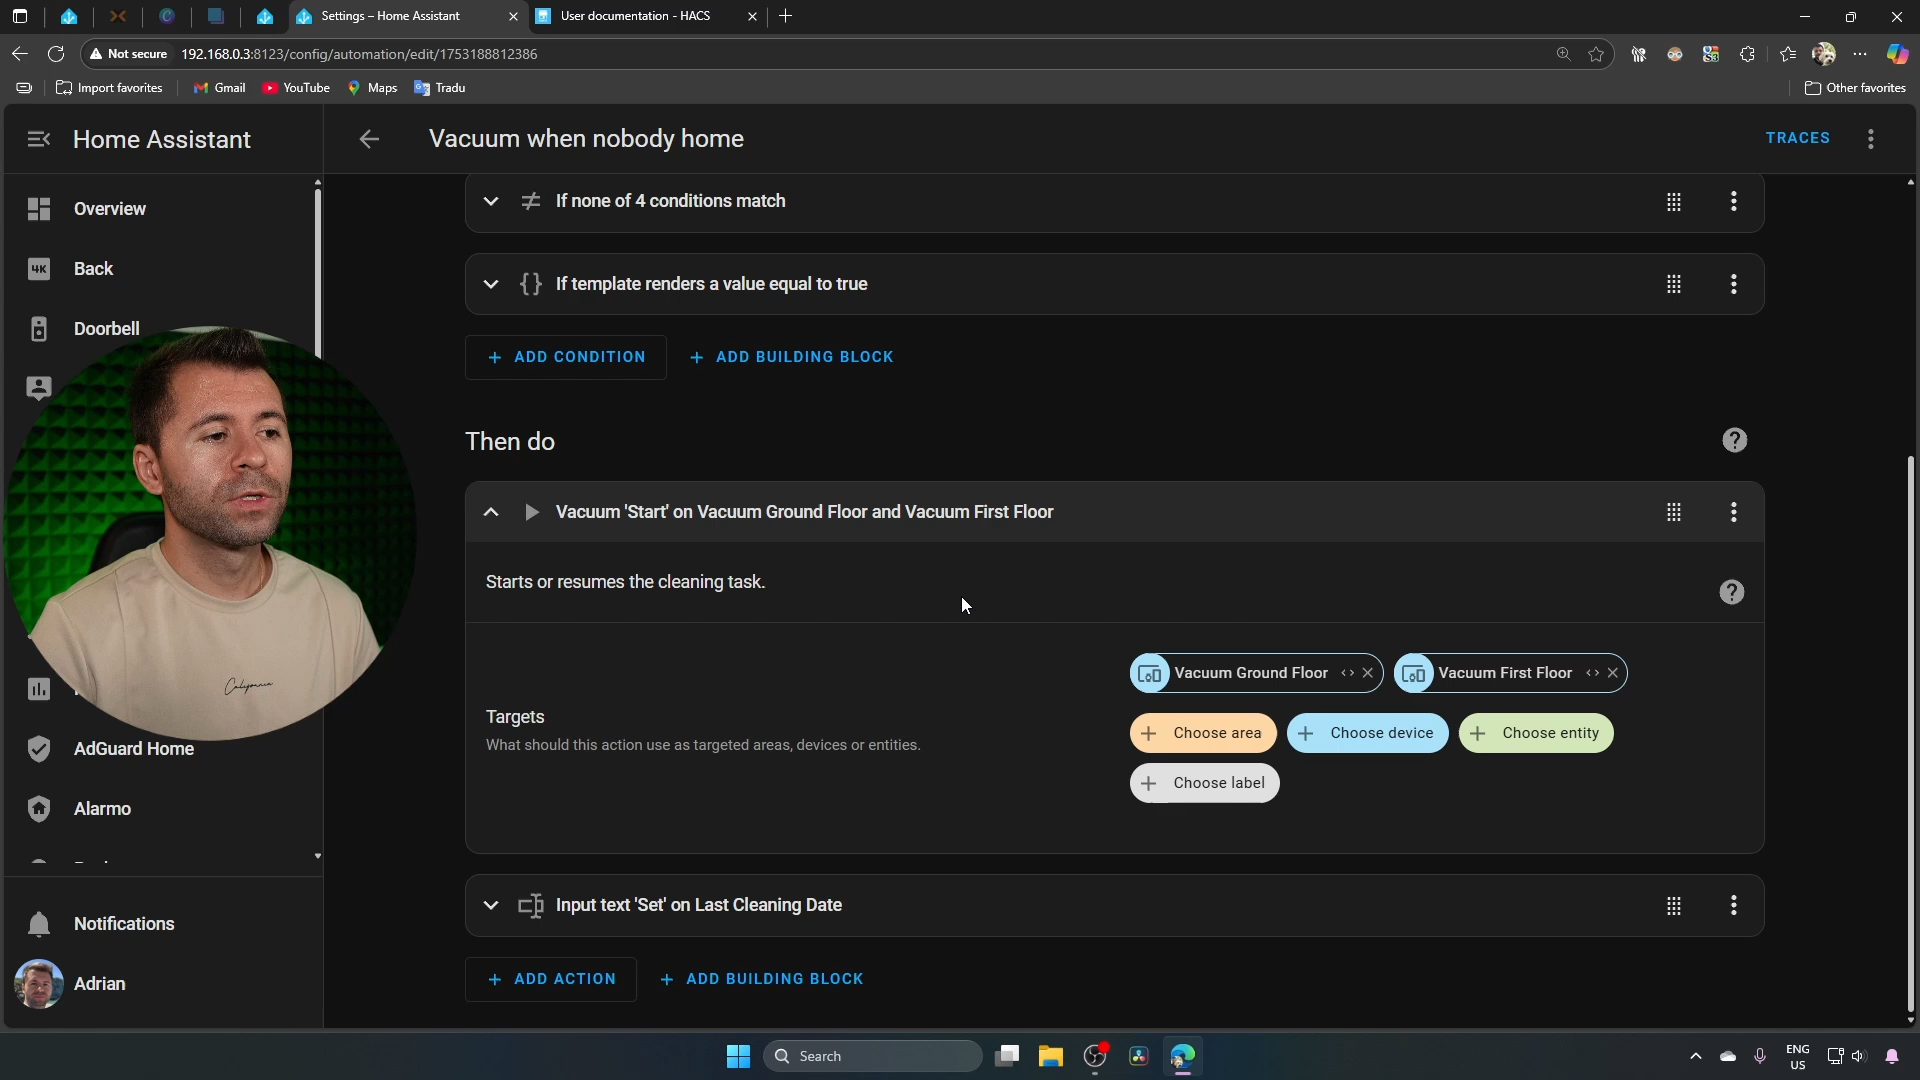 Settings – Home Assistant
User documentation - HACS
Not secure
192.168.0.3:8123/config/automation/edit/1753188812386
Import favorites
Gmail
YouTube
Maps
Tradu
Other favorites
Home Assistant
Vacuum when nobody home
TRACES
Overview
4K
Back
Doorbell
AdGuard Home
Alarmo
Notifications
Adrian
If none of 4 conditions match
If template renders a value equal to true
ADD CONDITION
ADD BUILDING BLOCK
Then do
Vacuum 'Start' on Vacuum Ground Floor and Vacuum First Floor
Starts or resumes the cleaning task.
Vacuum Ground Floor
Vacuum First Floor
Targets
What should this action use as targeted areas, devices or entities.
Choose area
Choose device
Choose entity
Choose label
Input text 'Set' on Last Cleaning Date
ADD ACTION
ADD BUILDING BLOCK
California
Search
ENG
US